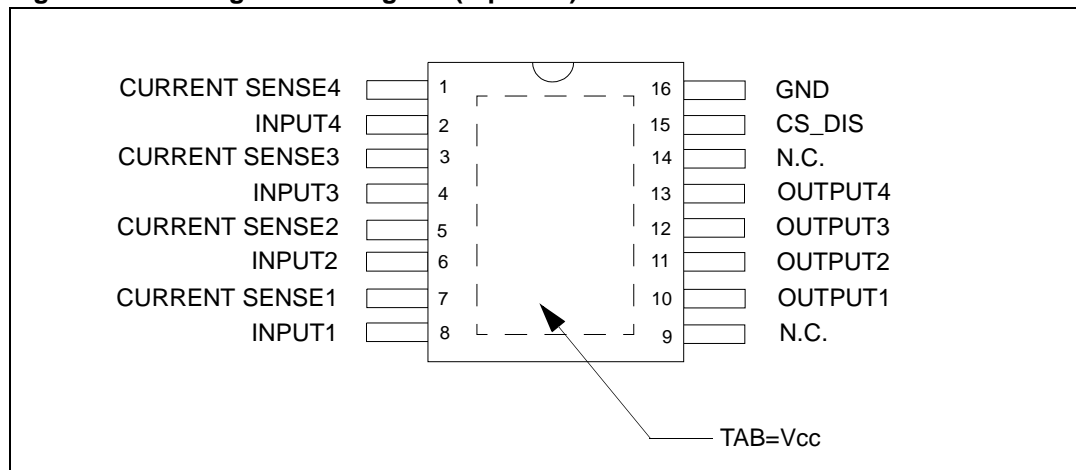 CURRENT SENSE4 1 16 GND
INPUT4 2 15 CS_DIS
CURRENT SENSE3 3 14 N.C.
INPUT3 4 13 OUTPUT4
CURRENT SENSE2 5 12 OUTPUT3
INPUT2 6 11 OUTPUT2
CURRENT SENSE1 7 10 OUTPUT1
INPUT1 8 9 N.C.
TAB=Vcc